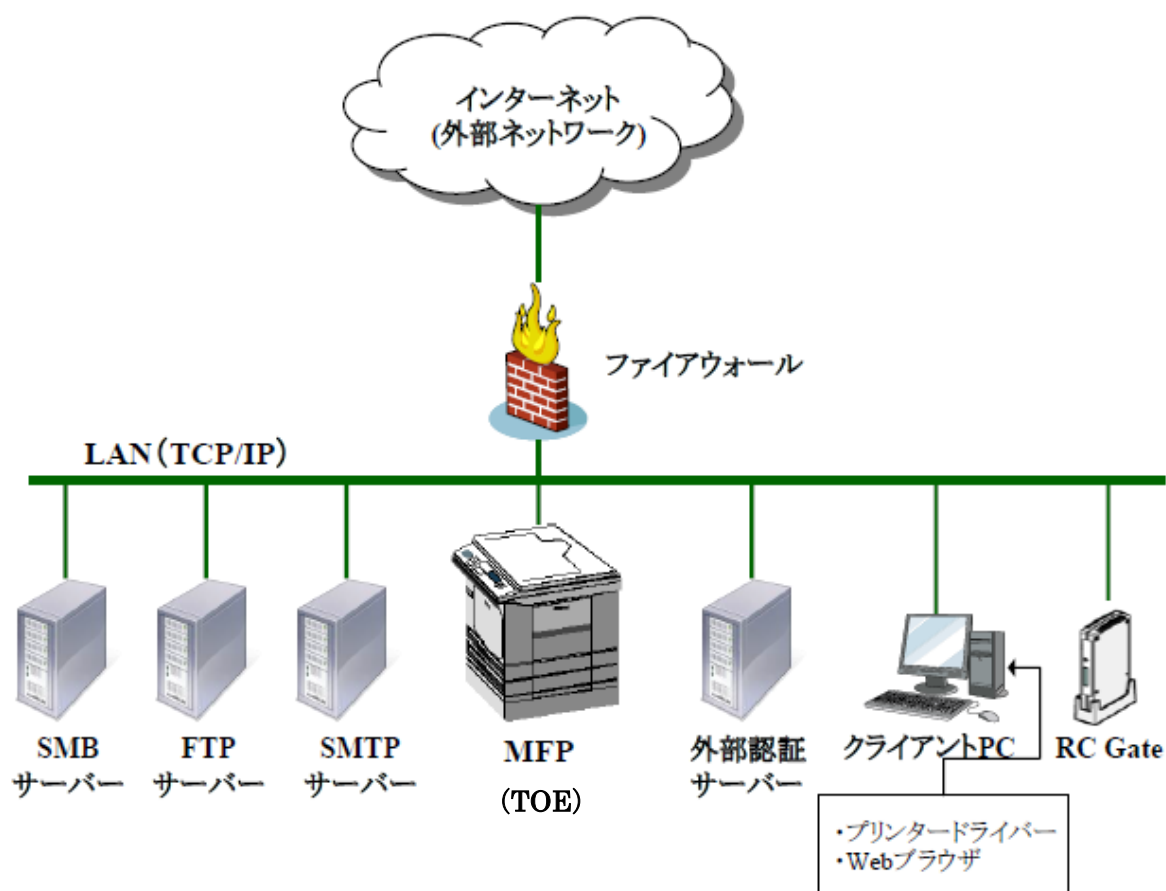 インターネット
(外部ネットワーク)
ファイアウォール
LAN(TCP/IP)
SMB
サーバー
FTP
サーバー
SMTP
サーバー
MFP
(TOE)
外部認証
サーバー
クライアントPC
RC Gate
・プリンタードライバー
・Webブラウザ